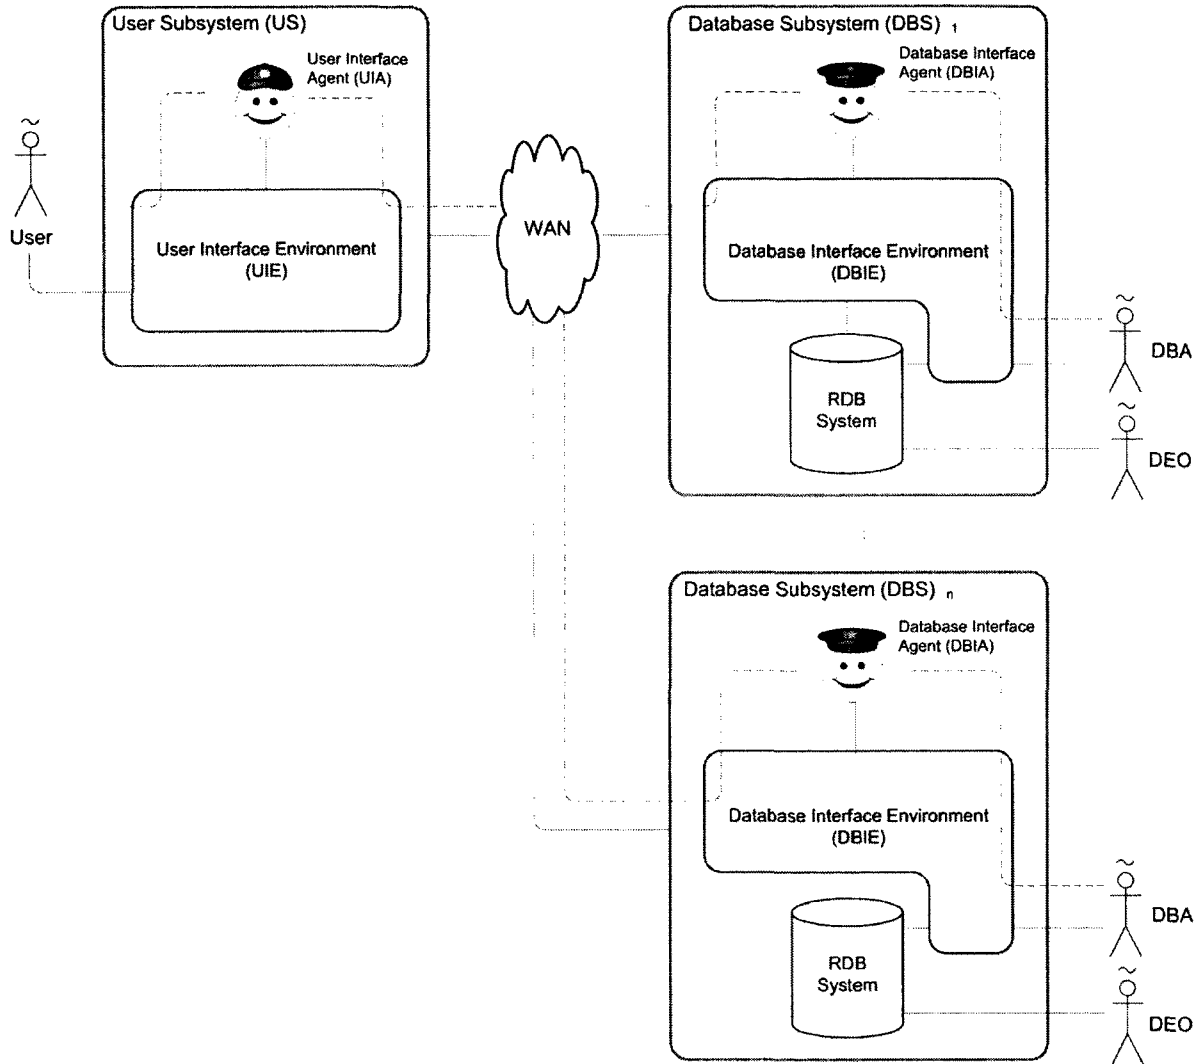 User Subsystem (US)
User Interface
Agent (UIA)
User
User Interface Environment
(UIE)
WAN
Database Subsystem (DBS) 1
Database Interface
Agent (DBIA)
Database Interface Environment
(DBIE)
RDB
System
DBA
DEO
Database Subsystem (DBS) n
Database Interface
Agent (DBIA)
Database Interface Environment
(DBIE)
RDB
System
DBA
DEO